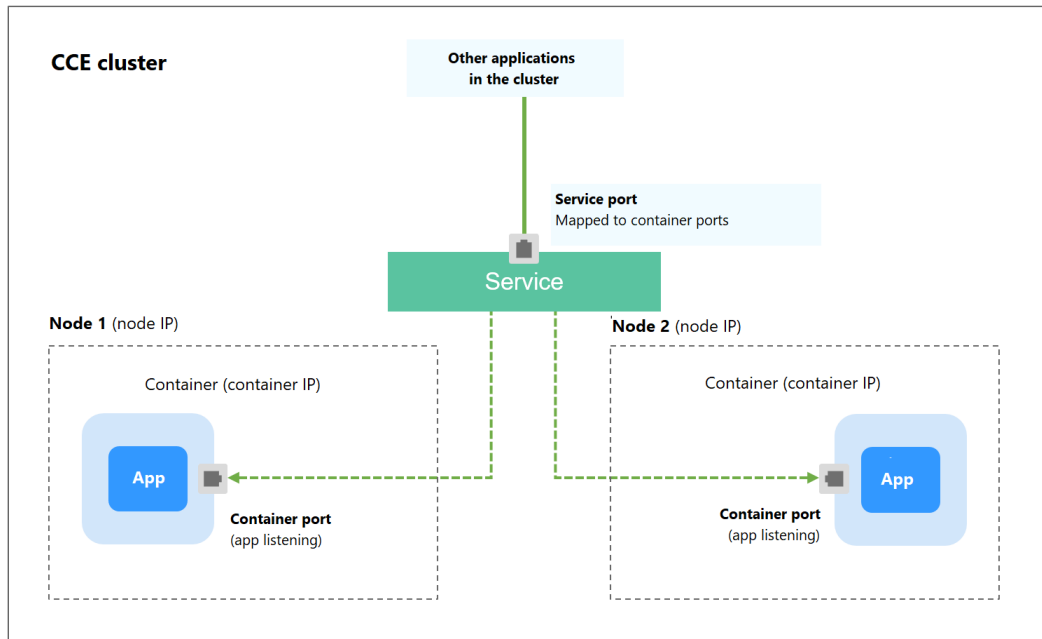 CCE cluster
Other applications
in the cluster
Service port
Mapped to container ports
Service
Node 1 (node IP)
Node 2 (node IP)
Container (container IP)
Container (container IP)
App
App
Container port
(app listening)
Container port
(app listening)